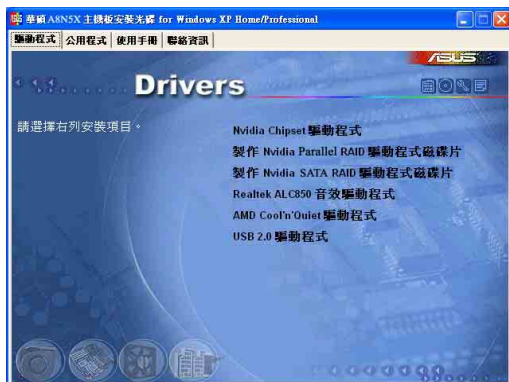 華碩 A8N5X 主機板安裝光碟 for Windows XP Home/Professional
驅動程式 公用程式 使用手冊 聯絡資訊
ASUS
Drivers
請選擇右列安裝項目。
Nvidia Chipset 驅動程式
製作 Nvidia Parallel RAID 驅動程式磁碟片
製作 Nvidia SATA RAID 驅動程式磁碟片
Realtek ALC850 音效驅動程式
AMD Cool'n'Quiet 驅動程式
USB 2.0 驅動程式